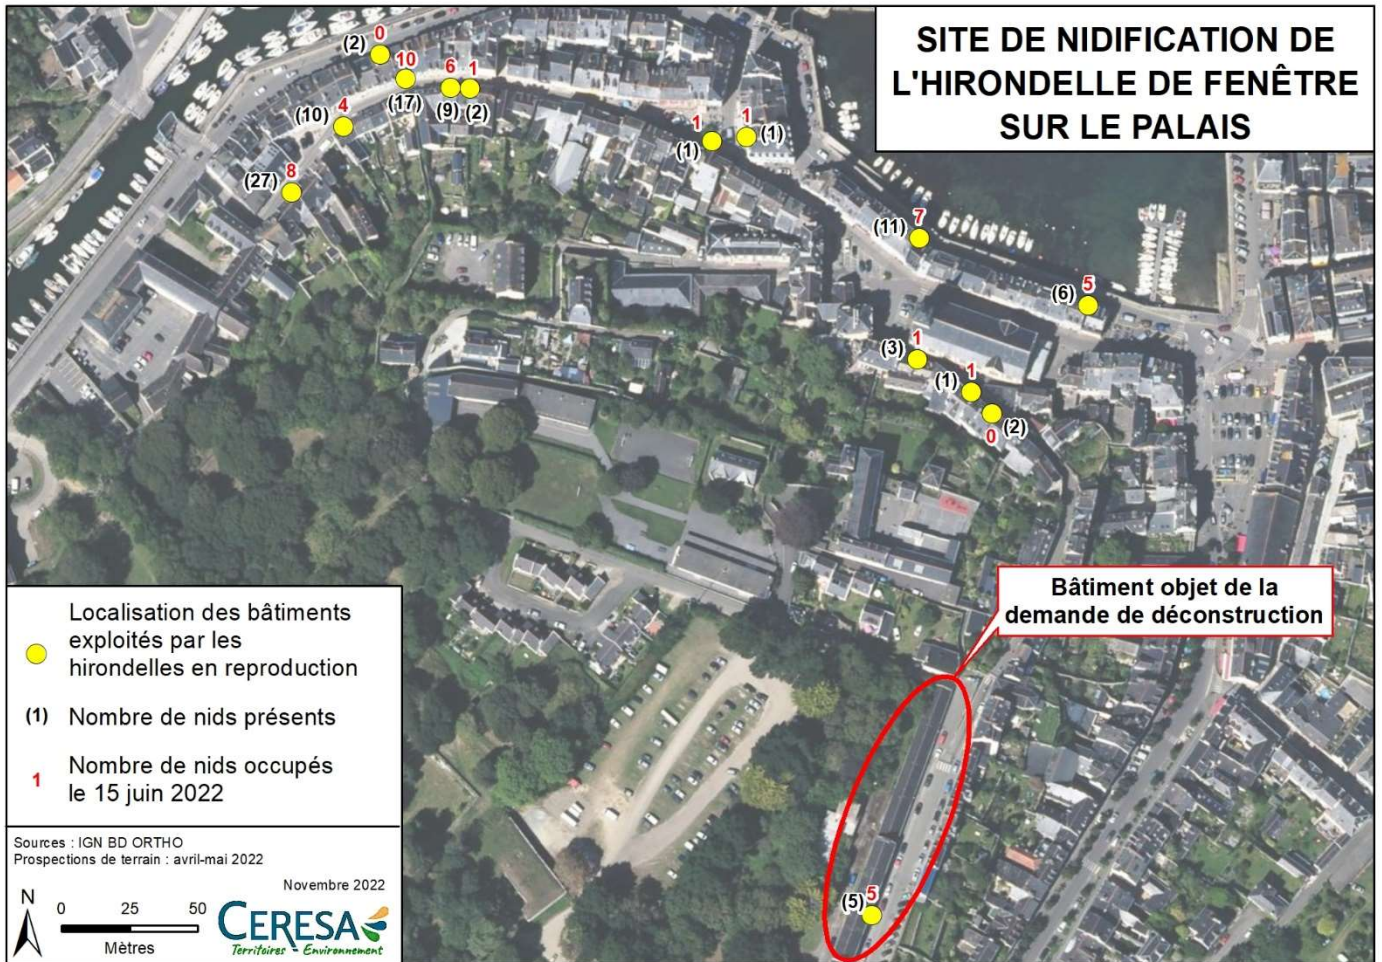 SITE DE NIDIFICATION DE
L'HIRONDELLE DE FENÊTRE
SUR LE PALAIS
0
(2)
10
(17)
6
(9)
1
(2)
4
(10)
8
(27)
1
(1)
1
(1)
7
(11)
5
(6)
1
(3)
1
(1)
0
(2)
Bâtiment objet de la
demande de déconstruction
5
(5)
Localisation des bâtiments
exploités par les
hirondelles en reproduction
(1) Nombre de nids présents
1 Nombre de nids occupés
le 15 juin 2022
Sources : IGN BD ORTHO
Prospections de terrain : avril-mai 2022
Novembre 2022
N
0 25 50
Mètres
CERESA
Territoires - Environnement